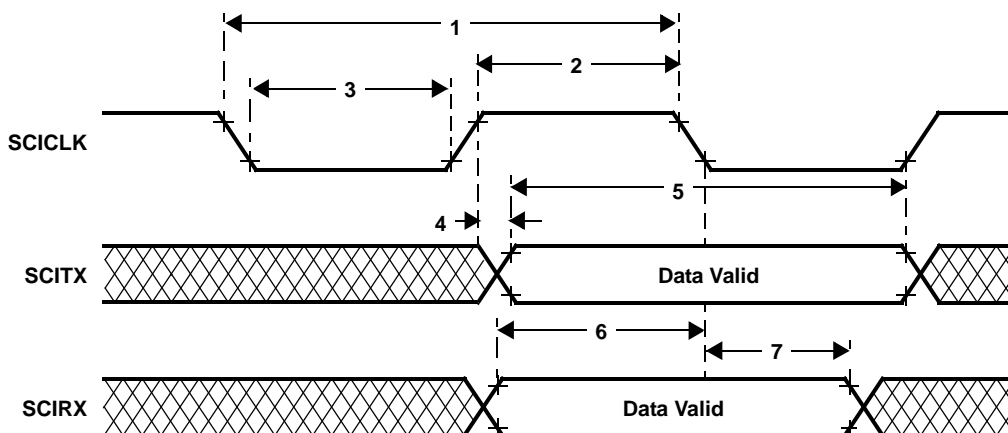 1
2
3
SCICLK
5
4
SCITX
Data Valid
6
7
SCIRX
Data Valid